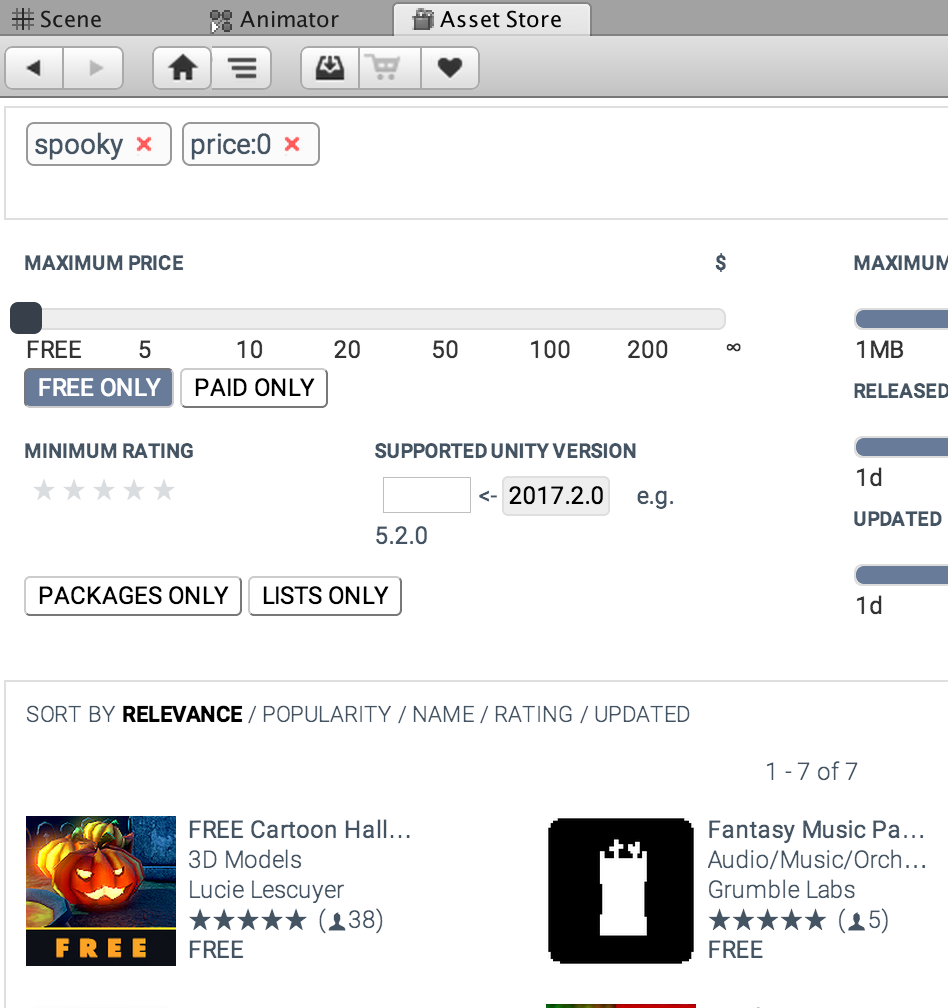 Scene Animator Asset Store
spooky × price:0 ×
MAXIMUM PRICE $
FREE 5 10 20 50 100 200 ∞
FREE ONLY PAID ONLY
MINIMUM RATING SUPPORTED UNITY VERSION
<- 2017.2.0 e.g.
5.2.0
PACKAGES ONLY LISTS ONLY
MAXIMUM
1MB
RELEASED
1d
UPDATED
1d
SORT BY RELEVANCE / POPULARITY / NAME / RATING / UPDATED
1 - 7 of 7
FREE
FREE Cartoon Hall...
3D Models
Lucie Lescuyer
★★★★★ (38)
FREE
Fantasy Music Pa...
Audio/Music/Orch...
Grumble Labs
★★★★★ (5)
FREE